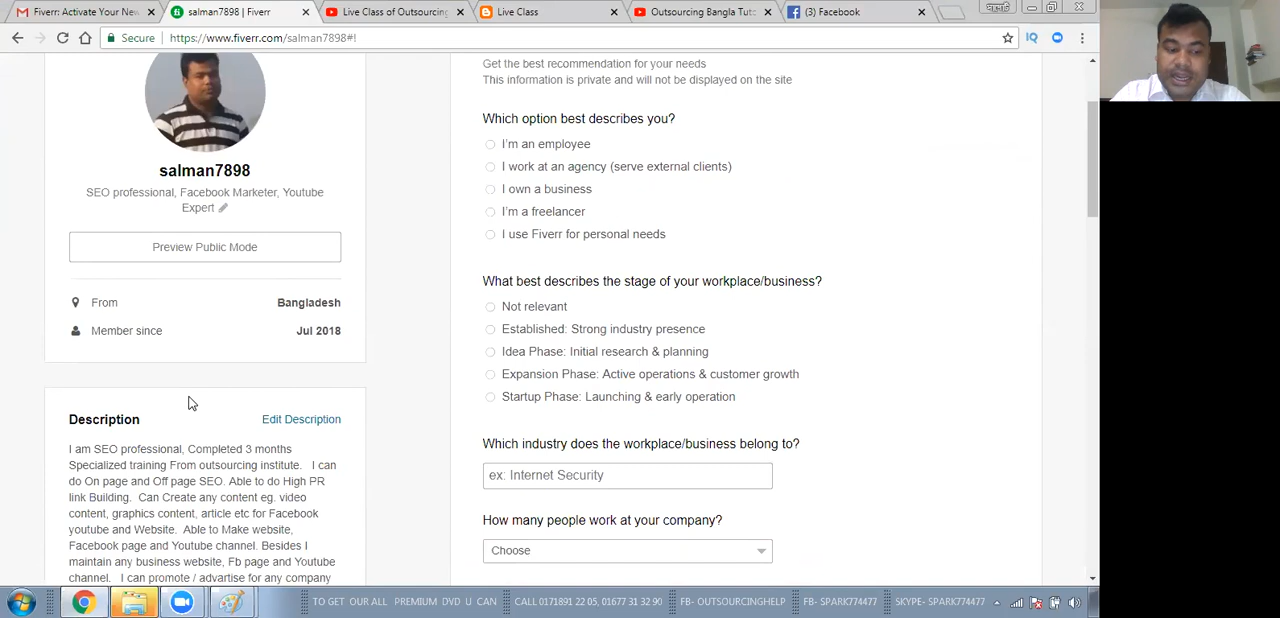 Fiverr: Activate Your New
salman7898 | Fiverr
Live Class of Outsourcing
Live Class
Outsourcing Bangla Tuto
(3) Facebook
Secure
https://www.fiverr.com/salman7898#!
salman7898
SEO professional, Facebook Marketer, Youtube
Expert
Preview Public Mode
From Bangladesh
Member since Jul 2018
Description Edit Description
I am SEO professional, Completed 3 months
Specialized training From outsourcing institute. I can
do On page and Off page SEO. Able to do High PR
link Building. Can Create any content eg. video
content, graphics content, article etc for Facebook
youtube and Website. Able to Make website,
Facebook page and Youtube channel. Besides I
maintain any business website, Fb page and Youtube
channel. I can promote / advertise for any company
Get the best recommendation for your needs
This information is private and will not be displayed on the site
Which option best describes you?
I'm an employee
I work at an agency (serve external clients)
I own a business
I'm a freelancer
I use Fiverr for personal needs
What best describes the stage of your workplace/business?
Not relevant
Established: Strong industry presence
Idea Phase: Initial research & planning
Expansion Phase: Active operations & customer growth
Startup Phase: Launching & early operation
Which industry does the workplace/business belong to?
ex: Internet Security
How many people work at your company?
Choose
TO GET OUR ALL PREMIUM DVD U CAN
CALL 0171891 22 05, 01677 31 32 90
FB- OUTSOURCINGHELP
FB- SPARK774477
SKYPE- SPARK774477